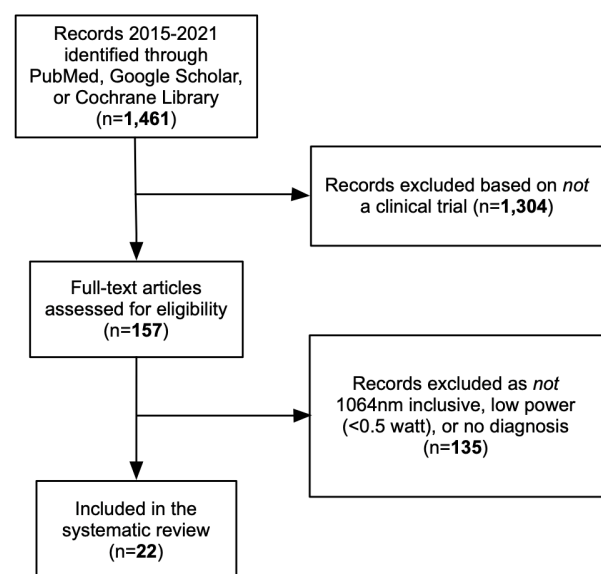 Records 2015-2021
identified through
PubMed, Google Scholar,
or Cochrane Library
(n=1,461)
Records excluded based on not
a clinical trial (n=1,304)
Full-text articles
assessed for eligibility
(n=157)
Records excluded as not
1064nm inclusive, low power
(<0.5 watt), or no diagnosis
(n=135)
Included in the
systematic review
(n=22)